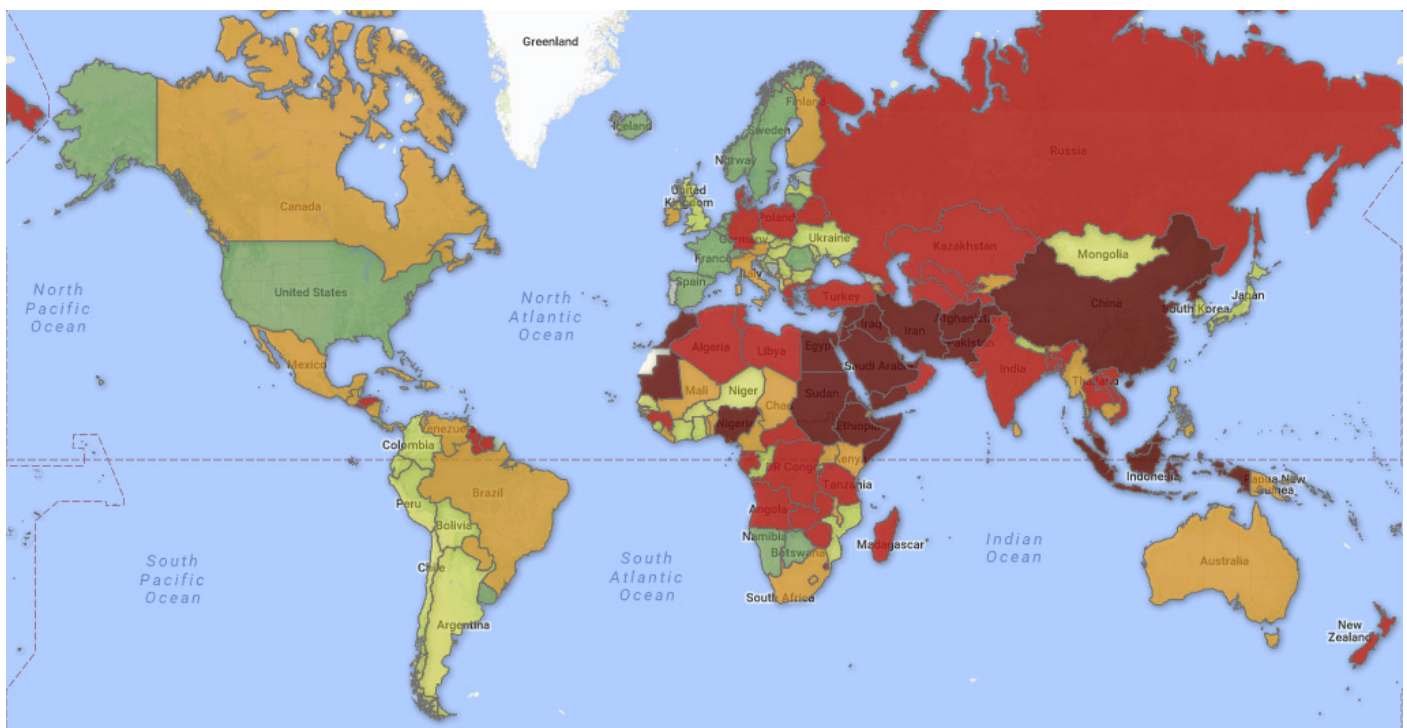 Greenland
Iceland
Finland
Sweden
Norway
Russia
United
Kingdom
Canada
Poland
Germany
Ukraine
Kazakhstan
Mongolia
France
Italy
Spain
United States
North
Pacific
Ocean
North
Atlantic
Ocean
Turkey
China
Japan
South Korea
Iraq
Iran
Afghanistan
Pakistan
Algeria
Libya
Egypt
Saudi Arabia
Mexico
India
Mali
Niger
Chad
Sudan
Thailand
Nigeria
Ethiopia
Venezuela
Colombia
Kenya
DR Congo
Indonesia
Papua New
Guinea
Tanzania
Brazil
Peru
Angola
Bolivia
Namibia
Botswana
Madagascar
Indian
Ocean
South
Pacific
Ocean
South
Atlantic
Ocean
Chile
Australia
South Africa
Argentina
New
Zealand